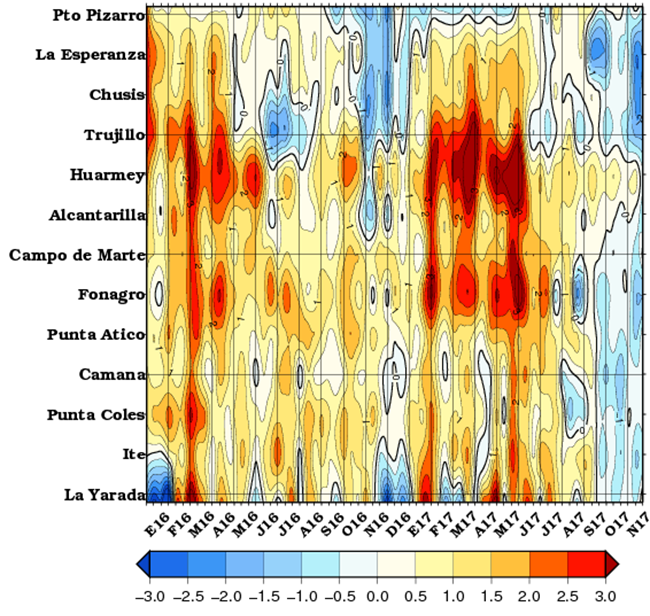 Pto Pizarro
La Esperanza
Chusis
Trujillo
Huarmey
Alcantarilla
Campo de Marte
Fonagro
Punta Atico
Camana
Punta Coles
Ite
La Yarada
E16 F16 M16 A16 M16 J16 J16 A16 S16 O16 N16 D16 E17 F17 M17 A17 M17 J17 J17 A17 S17 O17 N17
−3.0 −2.5 −2.0 −1.5 −1.0 −0.5 0.0 0.5 1.0 1.5 2.0 2.5 3.0